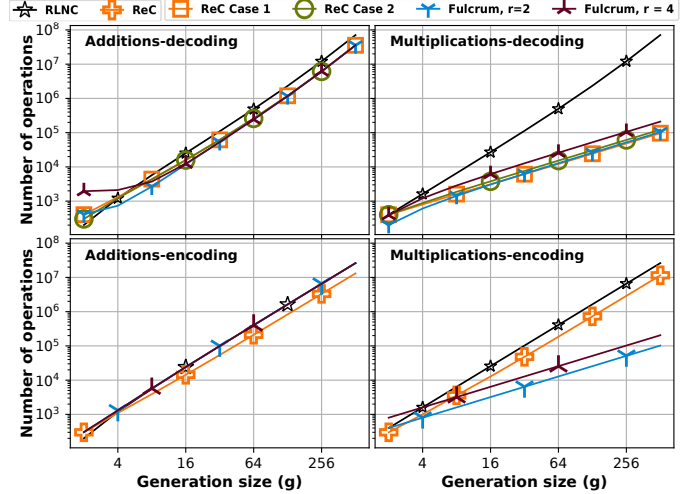 RLNC ReC ReC Case 1 ReC Case 2 Fulcrum, r=2 Fulcrum, r = 4
Number of operations
10^8
10^7
10^6
10^5
10^4
10^3
Additions-decoding
Multiplications-decoding
Number of operations
10^8
10^7
10^6
10^5
10^4
10^3
Additions-encoding
Multiplications-encoding
4 16 64 256
4 16 64 256
Generation size (g)
Generation size (g)